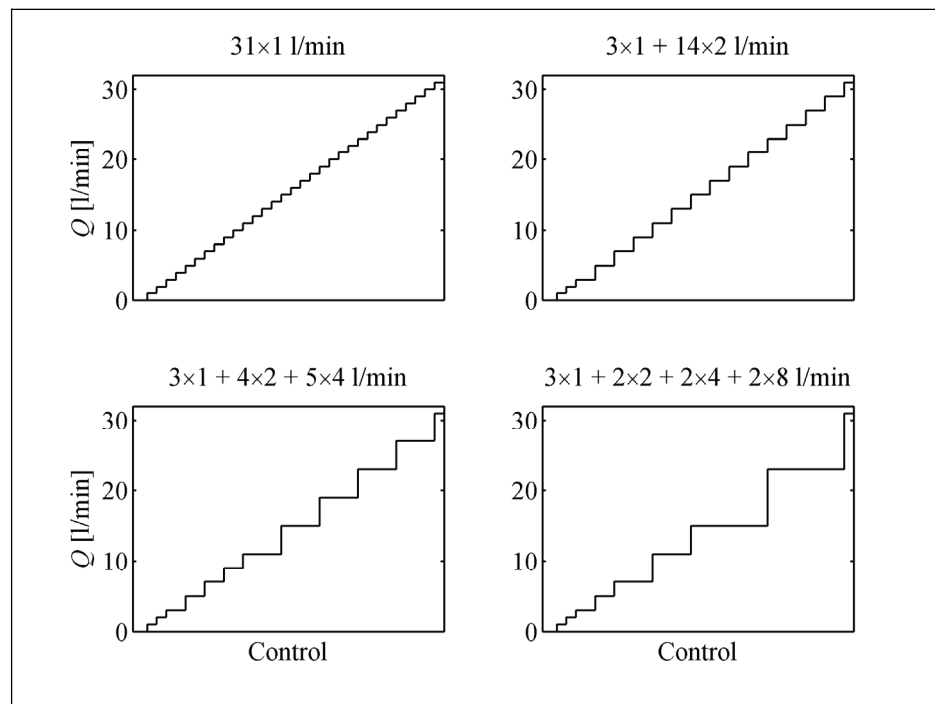 31×1 l/min
Q [l/min]
30
20
10
0
3×1 + 14×2 l/min
30
20
10
0
3×1 + 4×2 + 5×4 l/min
Q [l/min]
30
20
10
0
Control
3×1 + 2×2 + 2×4 + 2×8 l/min
30
20
10
0
Control